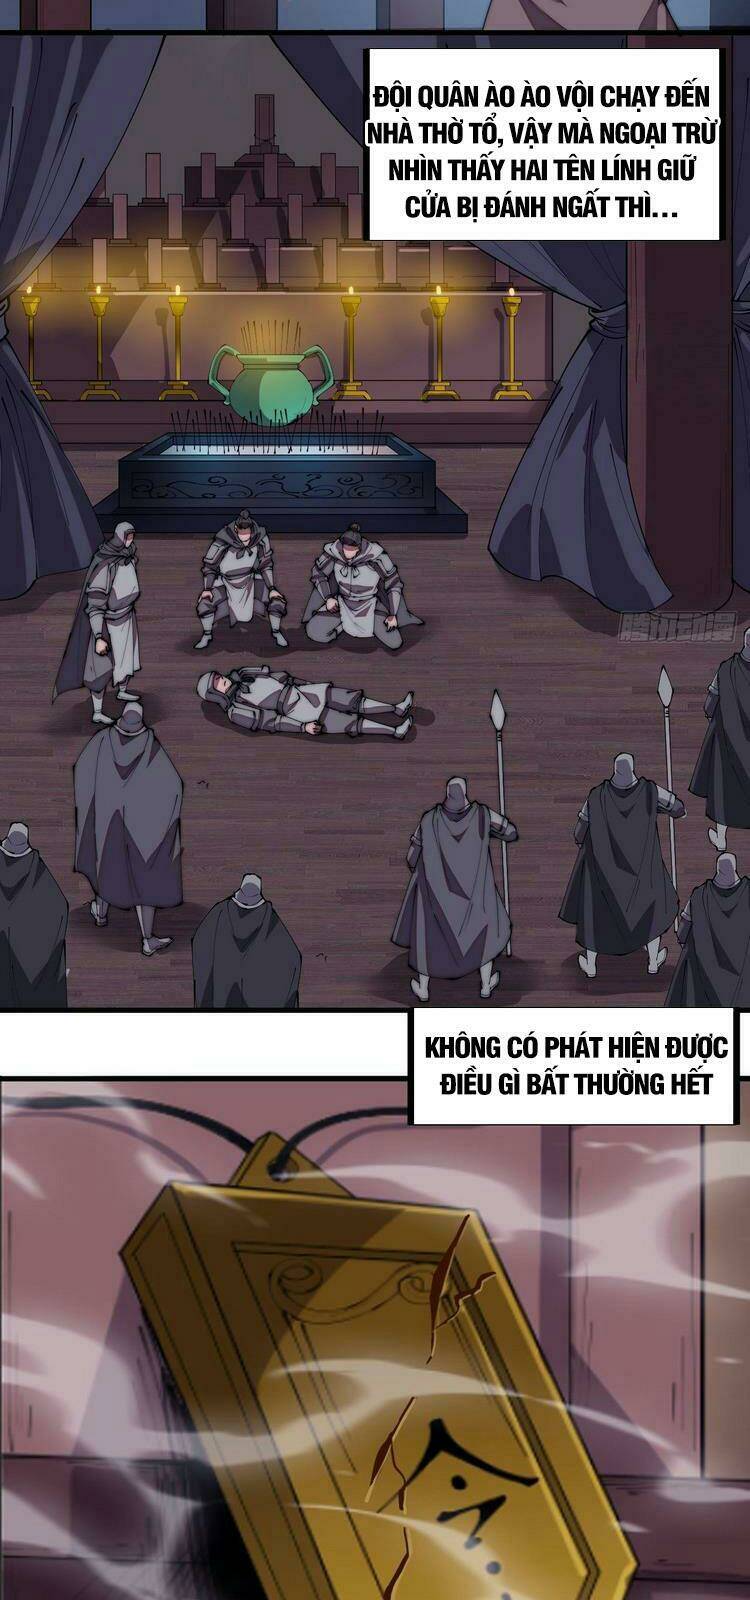 ĐỘI QUÂN ÀO ÀO VỘI CHẠY ĐẾN
NHÀ THỜ TỔ, VẬY MÀ NGOẠI TRỪ
NHÌN THẤY HAI TÊN LÍNH GIỮ
CỬA BỊ ĐÁNH NGẤT THÌ...
KHÔNG CÓ PHÁT HIỆN ĐƯỢC
ĐIỀU GÌ BẤT THƯỜNG HẾT